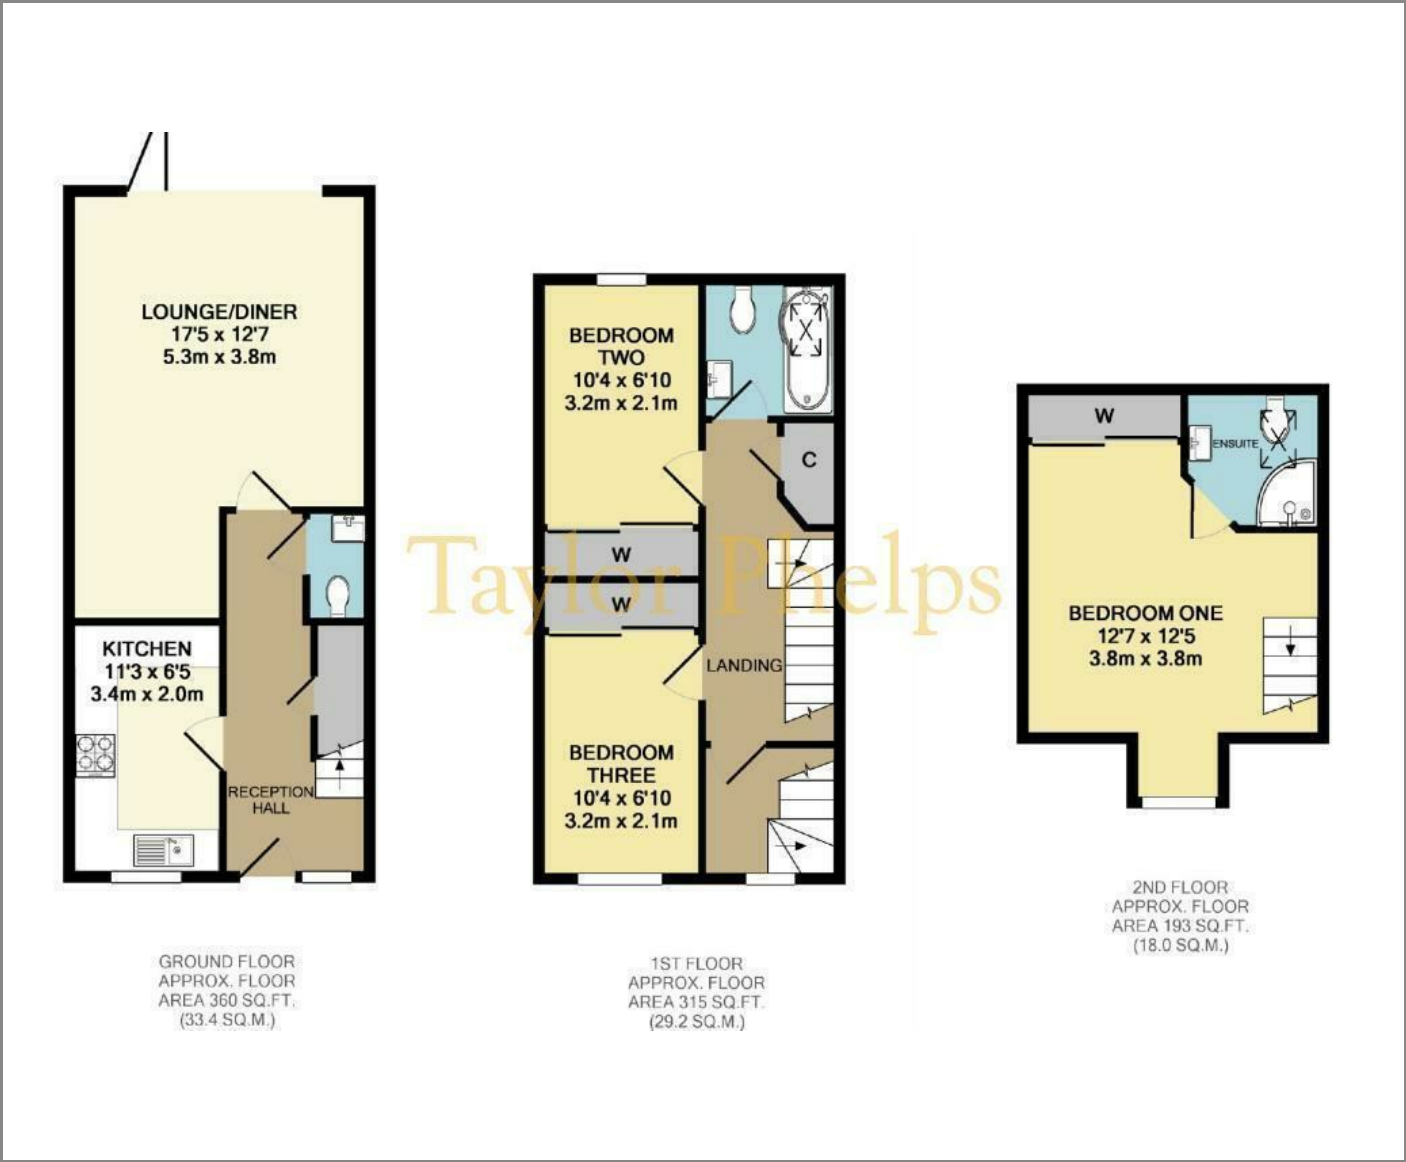 LOUNGE/DINER
17'5 x 12'7
5.3m x 3.8m
KITCHEN
11'3 x 6'5
3.4m x 2.0m
RECEPTION
HALL
GROUND FLOOR
APPROX. FLOOR
AREA 360 SQ.FT.
(33.4 SQ.M.)
BEDROOM
TWO
10'4 x 6'10
3.2m x 2.1m
C
W
W
LANDING
BEDROOM
THREE
10'4 x 6'10
3.2m x 2.1m
1ST FLOOR
APPROX. FLOOR
AREA 315 SQ.FT.
(29.2 SQ.M.)
W
ENSUITE
BEDROOM ONE
12'7 x 12'5
3.8m x 3.8m
2ND FLOOR
APPROX. FLOOR
AREA 193 SQ.FT.
(18.0 SQ.M.)
Taylor Phelps